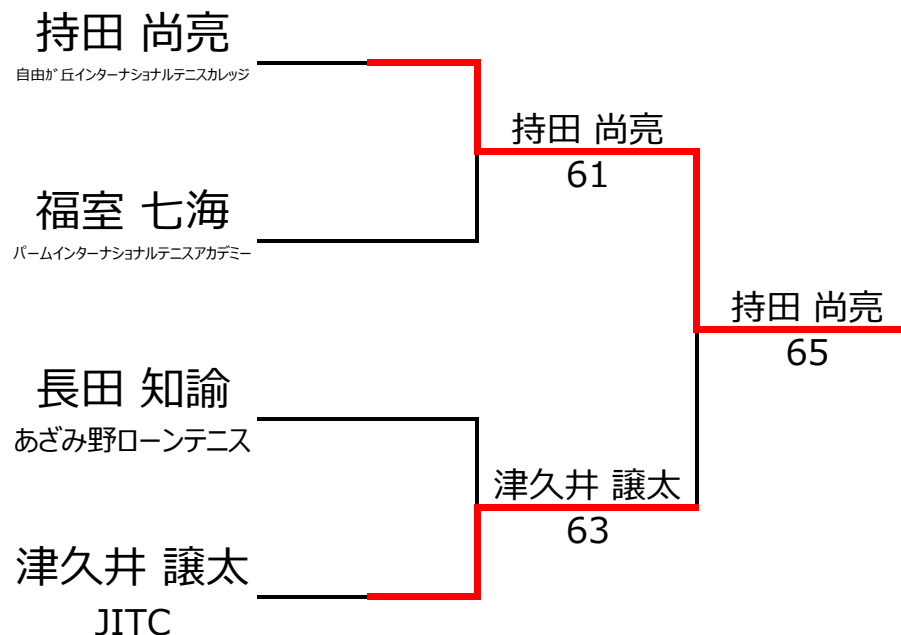 持田 尚亮
自由が丘インターナショナルテニスカレッジ
持田 尚亮
61
福室 七海
パームインターナショナルテニスアカデミー
持田 尚亮
65
長田 知諭
あざみ野ローンテニス
津久井 譲太
63
津久井 譲太
JITC